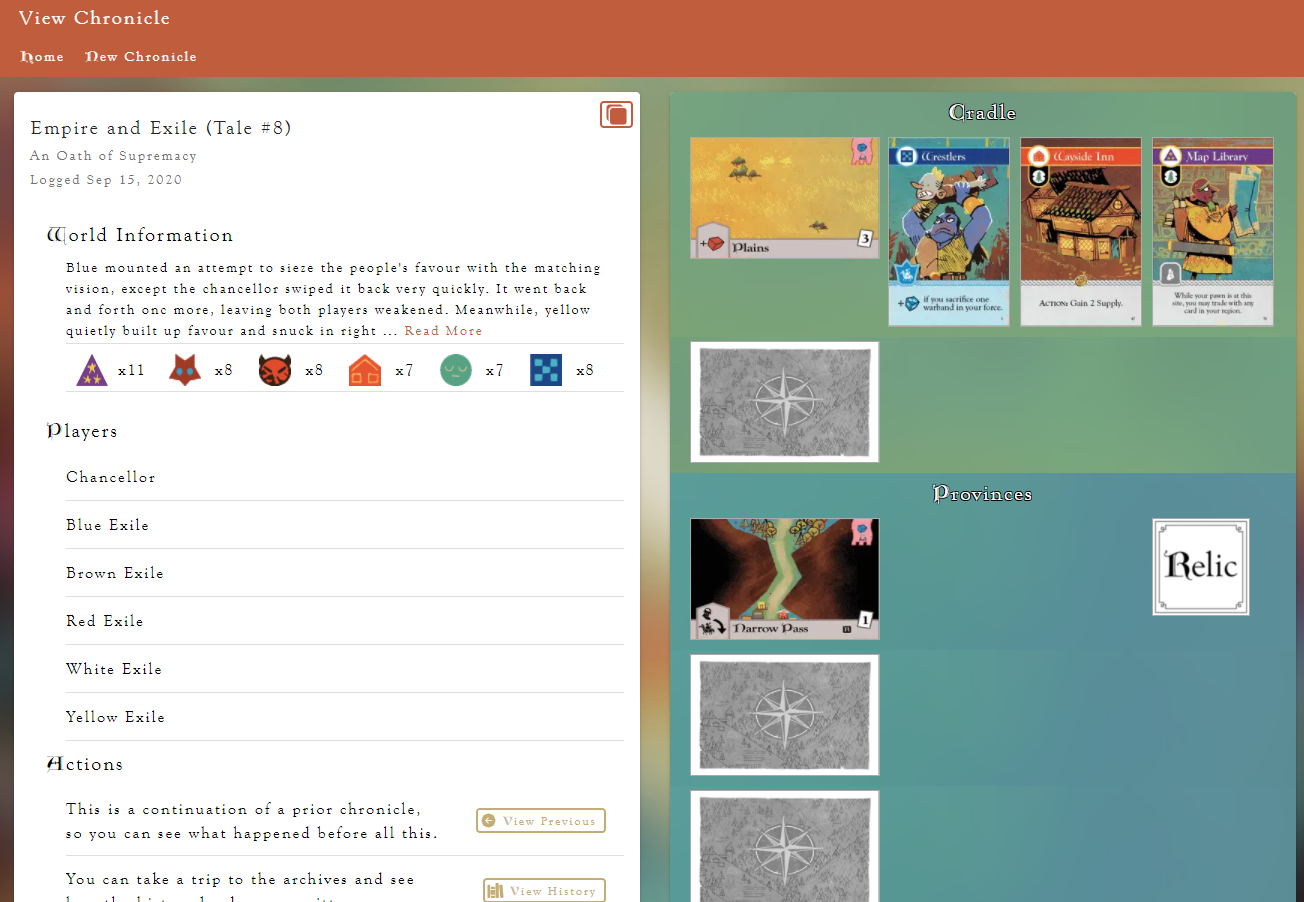 View Chronicle
Home New Chronicle
Empire and Exile (Tale #8)
An Oath of Supremacy
Logged Sep 15, 2020
World Information
Blue mounted an attempt to sieze the people's favour with the matching
vision, except the chancellor swiped it back very quickly. It went back
and forth onc more, leaving both players weakened. Meanwhile, yellow
quietly built up favour and snuck in right ... Read More
x11 x8 x8 x7 x7 x8
Players
Chancellor
Blue Exile
Brown Exile
Red Exile
White Exile
Yellow Exile
Actions
This is a continuation of a prior chronicle,
so you can see what happened before all this.
View Previous
You can take a trip to the archives and see
View History
Cradle
+
Plains
3
Wrestlers
+ if you sacrifice one
warband in your force.
Wayside Inn
ACTION: Gain 2 Supply.
Map Library
While your pawn is at this
site, you may trade with any
card in your region.
Provinces
Narrow Pass
1
Relic